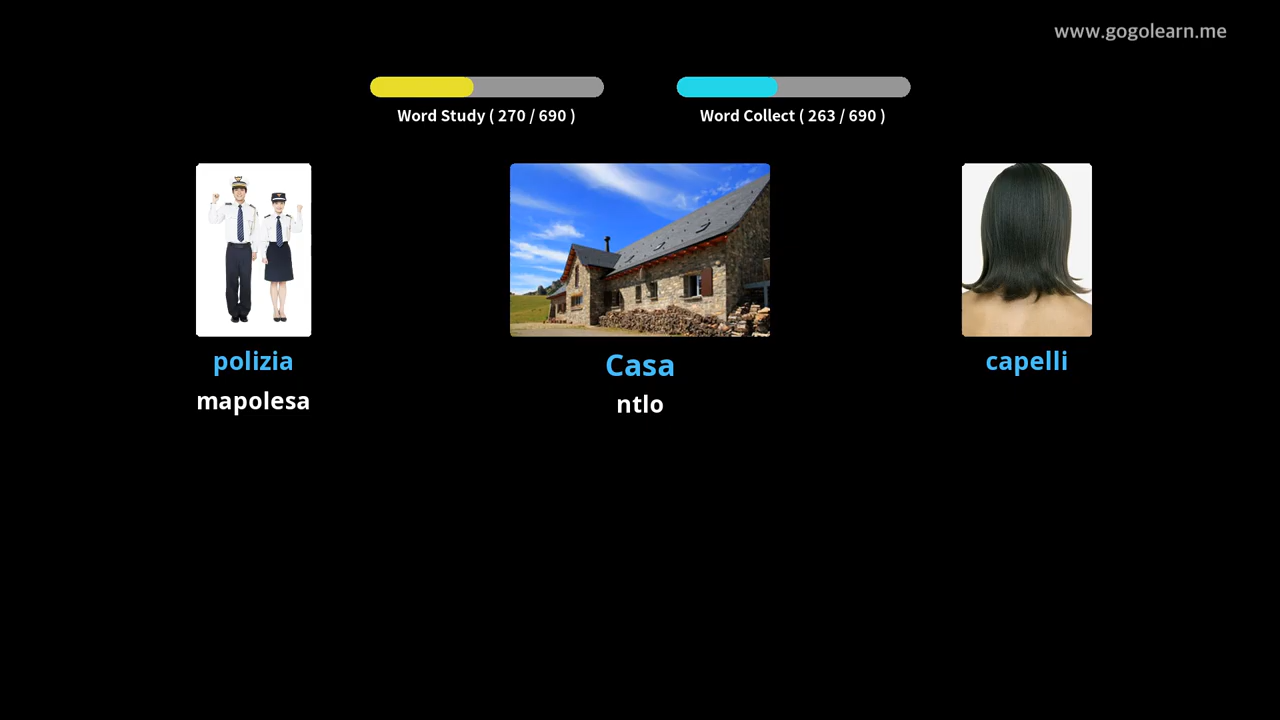 www.gogolearn.me
Word Study ( 270 / 690 )
Word Collect ( 263 / 690 )
polizia
Casa
capelli
mapolesa
ntlo